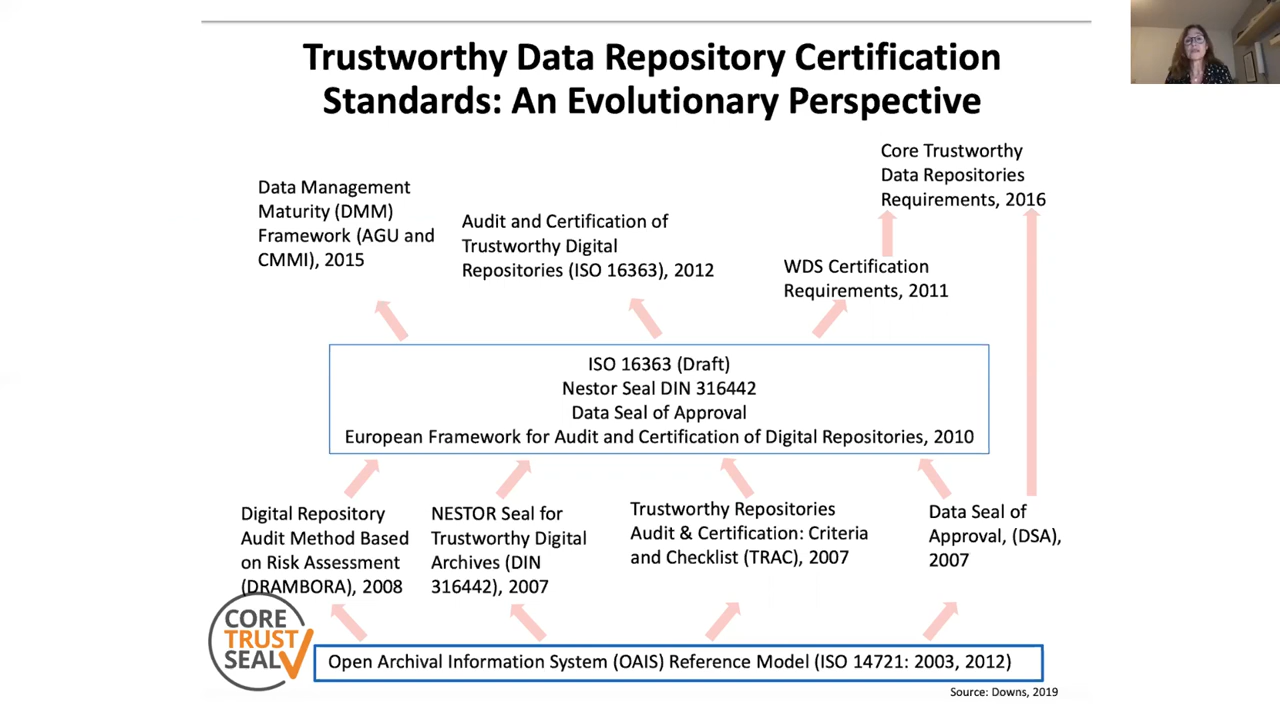 Trustworthy Data Repository Certification
Standards: An Evolutionary Perspective
Core Trustworthy
Data Repositories
Requirements, 2016
Data Management
Maturity (DMM)
Framework (AGU and
CMMI), 2015
Audit and Certification of
Trustworthy Digital
Repositories (ISO 16363), 2012
WDS Certification
Requirements, 2011
ISO 16363 (Draft)
Nestor Seal DIN 316442
Data Seal of Approval
European Framework for Audit and Certification of Digital Repositories, 2010
Digital Repository
Audit Method Based
on Risk Assessment
(DRAMBORA), 2008
NESTOR Seal for
Trustworthy Digital
Archives (DIN
316442), 2007
Trustworthy Repositories
Audit & Certification: Criteria
and Checklist (TRAC), 2007
Data Seal of
Approval, (DSA),
2007
CORE
TRUST
SEAL
Open Archival Information System (OAIS) Reference Model (ISO 14721: 2003, 2012)
Source: Downs, 2019